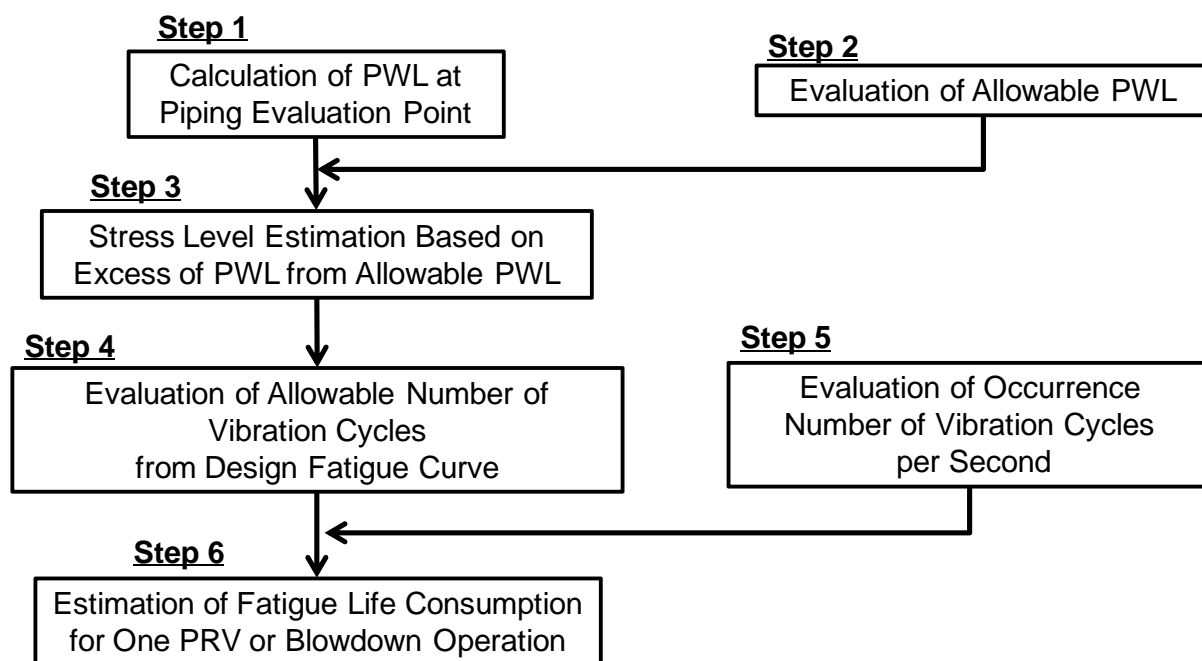 Step 1
Calculation of PWL at
Piping Evaluation Point
Step 2
Evaluation of Allowable PWL
Step 3
Stress Level Estimation Based on
Excess of PWL from Allowable PWL
Step 4
Evaluation of Allowable Number of
Vibration Cycles
from Design Fatigue Curve
Step 5
Evaluation of Occurrence
Number of Vibration Cycles
per Second
Step 6
Estimation of Fatigue Life Consumption
for One PRV or Blowdown Operation